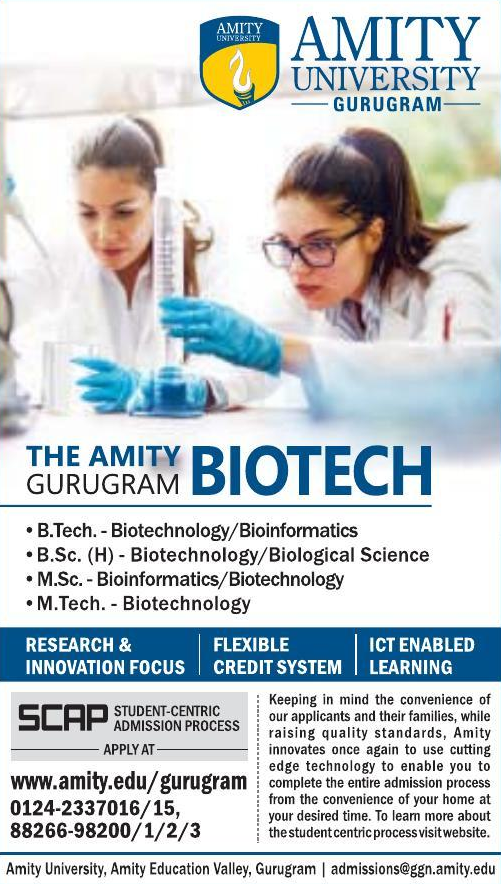 AMITY
UNIVERSITY
AMITY
UNIVERSITY
GURUGRAM
THE AMITY
GURUGRAM
BIOTECH
• B.Tech. - Biotechnology/Bioinformatics
• B.Sc. (H) - Biotechnology/Biological Science
• M.Sc. - Bioinformatics/Biotechnology
• M.Tech. - Biotechnology
RESEARCH &
INNOVATION FOCUS
FLEXIBLE
CREDIT SYSTEM
ICT ENABLED
LEARNING
SCAP
STUDENT-CENTRIC
ADMISSION PROCESS
APPLY AT
www.amity.edu/gurugram
0124-2337016/15,
88266-98200/1/2/3
Keeping in mind the convenience of
our applicants and their families, while
raising quality standards, Amity
innovates once again to use cutting
edge technology to enable you to
complete the entire admission process
from the convenience of your home at
your desired time. To learn more about
the student centric process visit website.
Amity University, Amity Education Valley, Gurugram | admissions@ggn.amity.edu